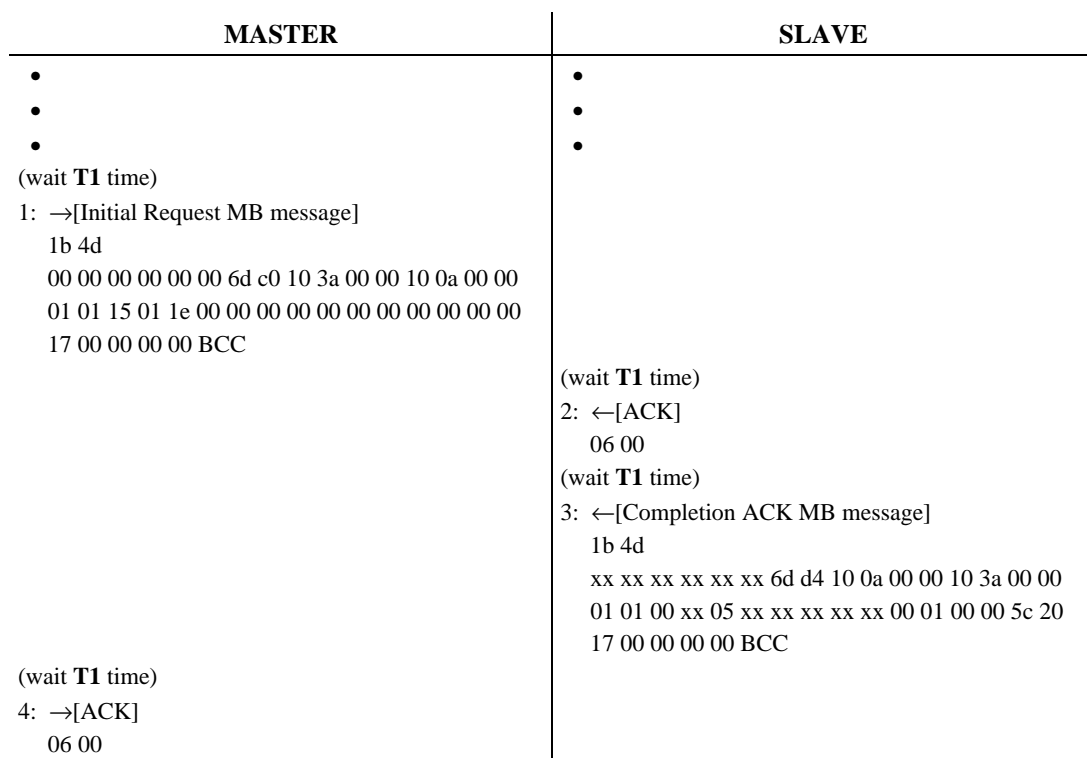 MASTER
SLAVE
•
•
•
•
•
•
(wait T1 time)
1: →[Initial Request MB message]
1b 4d
00 00 00 00 00 00 6d c0 10 3a 00 00 10 0a 00 00
01 01 15 01 1e 00 00 00 00 00 00 00 00 00 00 00
17 00 00 00 00 BCC
(wait T1 time)
2: ←[ACK]
06 00
(wait T1 time)
3: ←[Completion ACK MB message]
1b 4d
xx xx xx xx xx xx 6d d4 10 0a 00 00 10 3a 00 00
01 01 00 xx 05 xx xx xx xx xx 00 01 00 00 5c 20
17 00 00 00 00 BCC
(wait T1 time)
4: →[ACK]
06 00